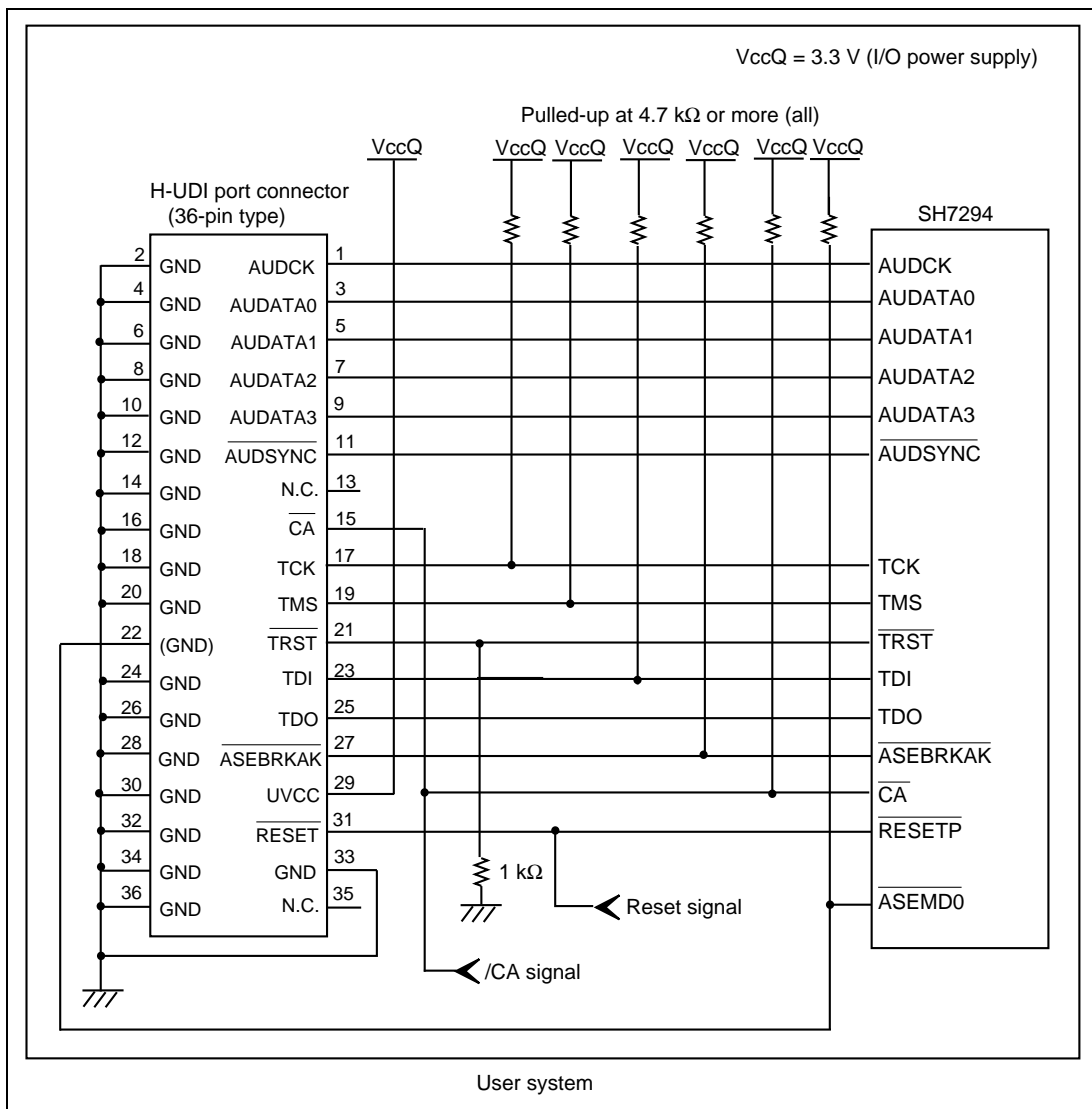 VccQ = 3.3 V (I/O power supply)
Pulled-up at 4.7 kΩ or more (all)
VccQ VccQ VccQ VccQ VccQ VccQ VccQ
H-UDI port connector
(36-pin type)
SH7294
2 GND AUDCK 1 AUDCK
4 GND AUDATA0 3 AUDATA0
6 GND AUDATA1 5 AUDATA1
8 GND AUDATA2 7 AUDATA2
10 GND AUDATA3 9 AUDATA3
12 GND AUDSYNC 11 AUDSYNC
14 GND N.C. 13
16 GND CA 15
18 GND TCK 17 TCK
20 GND TMS 19 TMS
22 (GND) TRST 21 TRST
24 GND TDI 23 TDI
26 GND TDO 25 TDO
28 GND ASEBRKAK 27 ASEBRKAK
30 GND UVCC 29 CA
32 GND RESET 31 RESETP
34 GND GND 33 1 kΩ
36 GND N.C. 35 Reset signal ASEMD0
/CA signal
User system